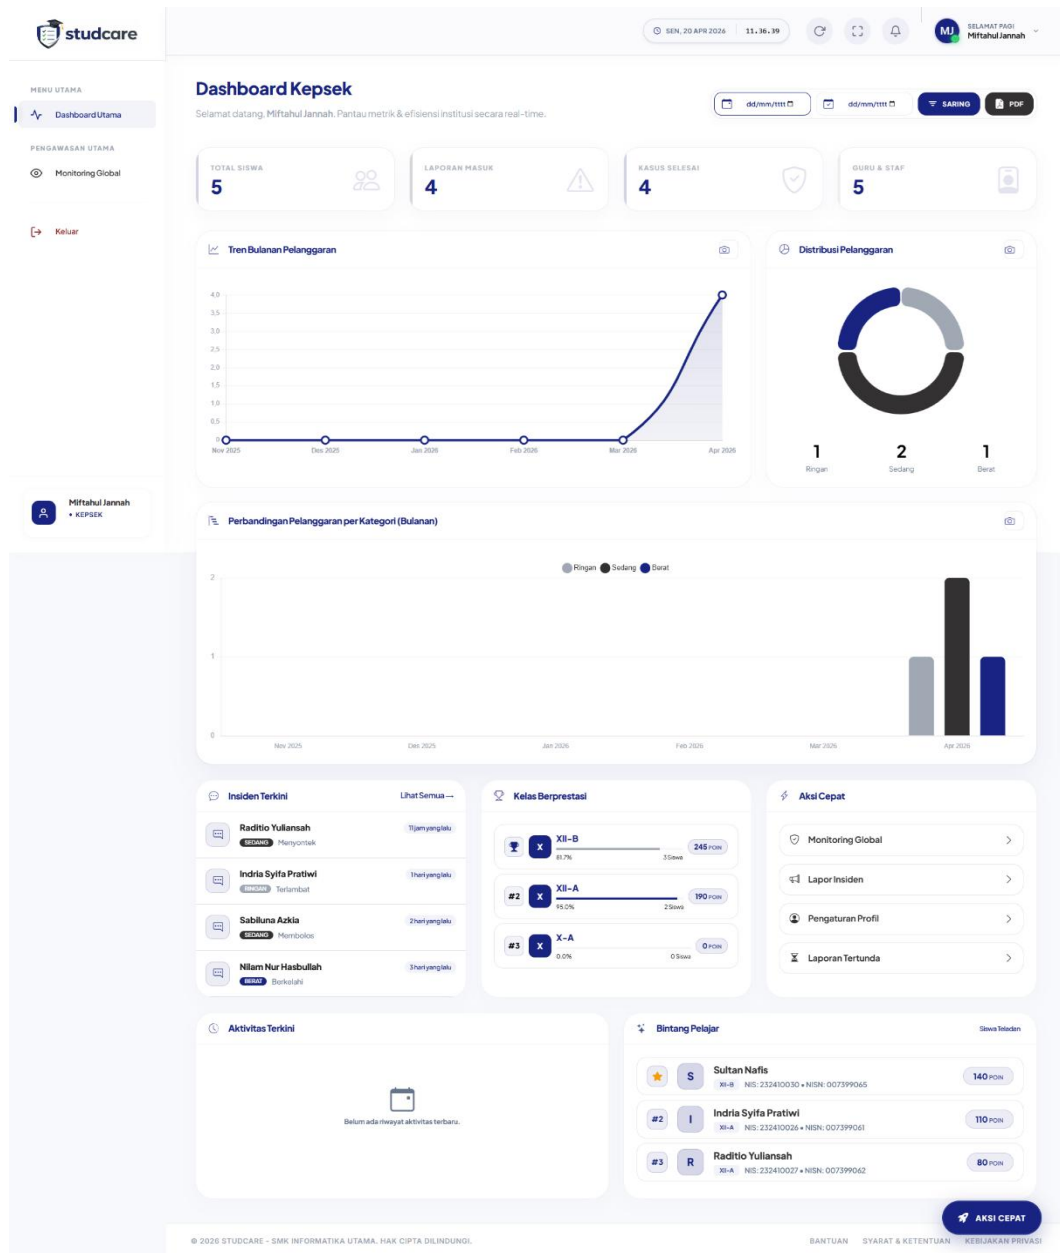 studcare
SEN, 20 APR 2026 11.36.39
MJ
SELAMAT PAGI
Miftahul Jannah
MENU UTAMA
Dashboard Utama
PENGAWASAN UTAMA
Monitoring Global
Keluar
Miftahul Jannah
• KEPSEK
Dashboard Kepsek
Selamat datang, Miftahul Jannah. Pantau metrik & efisiensi institusi secara real-time.
dd/mm/tttt
dd/mm/tttt
SARING
PDF
TOTAL SISWA
5
LAPORAN MASUK
4
KASUS SELESAI
4
GURU & STAF
5
Tren Bulanan Pelanggaran
4,0
3,5
3,0
2,5
2,0
1,5
1,0
0,5
0
Nov 2025 Des 2025 Jan 2026 Feb 2026 Mar 2026 Apr 2026
Distribusi Pelanggaran
1 2 1
Ringan Sedang Berat
Perbandingan Pelanggaran per Kategori (Bulanan)
Ringan Sedang Berat
2
1
0
Nov 2025 Des 2025 Jan 2026 Feb 2026 Mar 2026 Apr 2026
Insiden Terkini Lihat Semua →
Raditio Yuliansah 11 jam yang lalu
SEDANG Menyontek
Indria Syifa Pratiwi 1 hari yang lalu
RINGAN Terlambat
Sabiluna Azkia 2 hari yang lalu
SEDANG Membolos
Nilam Nur Hasbullah 3 hari yang lalu
BERAT Berkelahi
Kelas Berprestasi
X XII-B 245 POIN
81.7% 3 Siswa
#2 X XII-A 190 POIN
95.0% 2 Siswa
#3 X X-A 0 POIN
0.0% 0 Siswa
Aksi Cepat
Monitoring Global
Lapor Insiden
Pengaturan Profil
Laporan Tertunda
Aktivitas Terkini
Belum ada riwayat aktivitas terbaru.
Bintang Pelajar Siswa Teladan
S Sultan Nafis 140 POIN
XII-B NIS: 232410030 • NISN: 007399065
#2 I Indria Syifa Pratiwi 110 POIN
XII-A NIS: 232410026 • NISN: 007399061
#3 R Raditio Yuliansah 80 POIN
XII-A NIS: 232410027 • NISN: 007399062
AKSI CEPAT
© 2026 STUDCARE - SMK INFORMATIKA UTAMA. HAK CIPTA DILINDUNGI.
BANTUAN SYARAT & KETENTUAN KEBIJAKAN PRIVASI